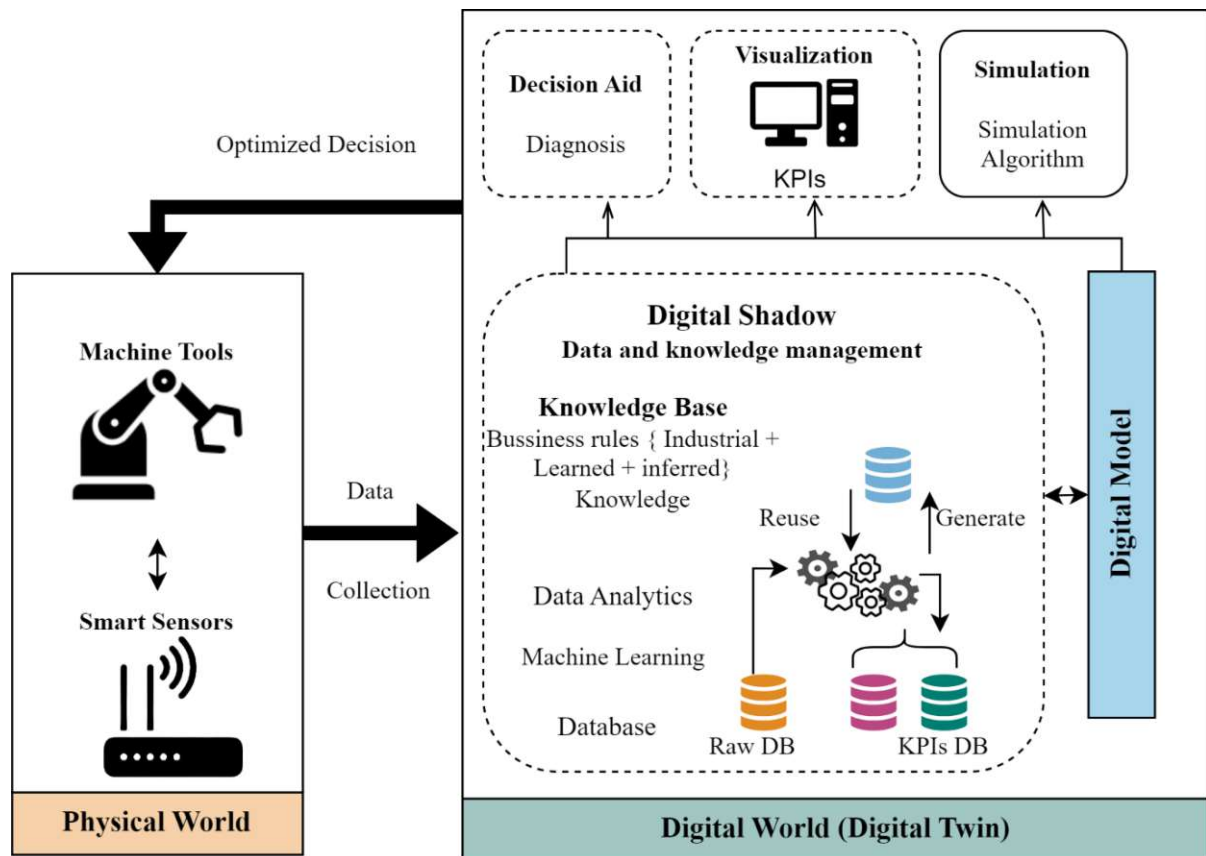 Optimized Decision
Machine Tools
Smart Sensors
Physical World
Data
Collection
Decision Aid
Diagnosis
Visualization
KPIs
Simulation
Simulation
Algorithm
Digital Shadow
Data and knowledge management
Knowledge Base
Bussiness rules { Industrial +
Learned + inferred}
Knowledge
Reuse
Generate
Data Analytics
Machine Learning
Database
Raw DB
KPIs DB
Digital Model
Digital World (Digital Twin)